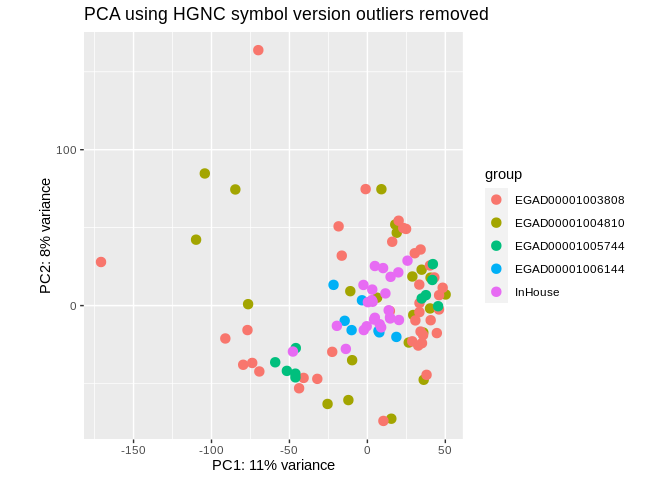 PCA using HGNC symbol version outliers removed
100
0
PC2: 8% variance
-150
-100
-50
0
50
PC1: 11% variance
group
EGAD00001003808
EGAD00001004810
EGAD00001005744
EGAD00001006144
InHouse